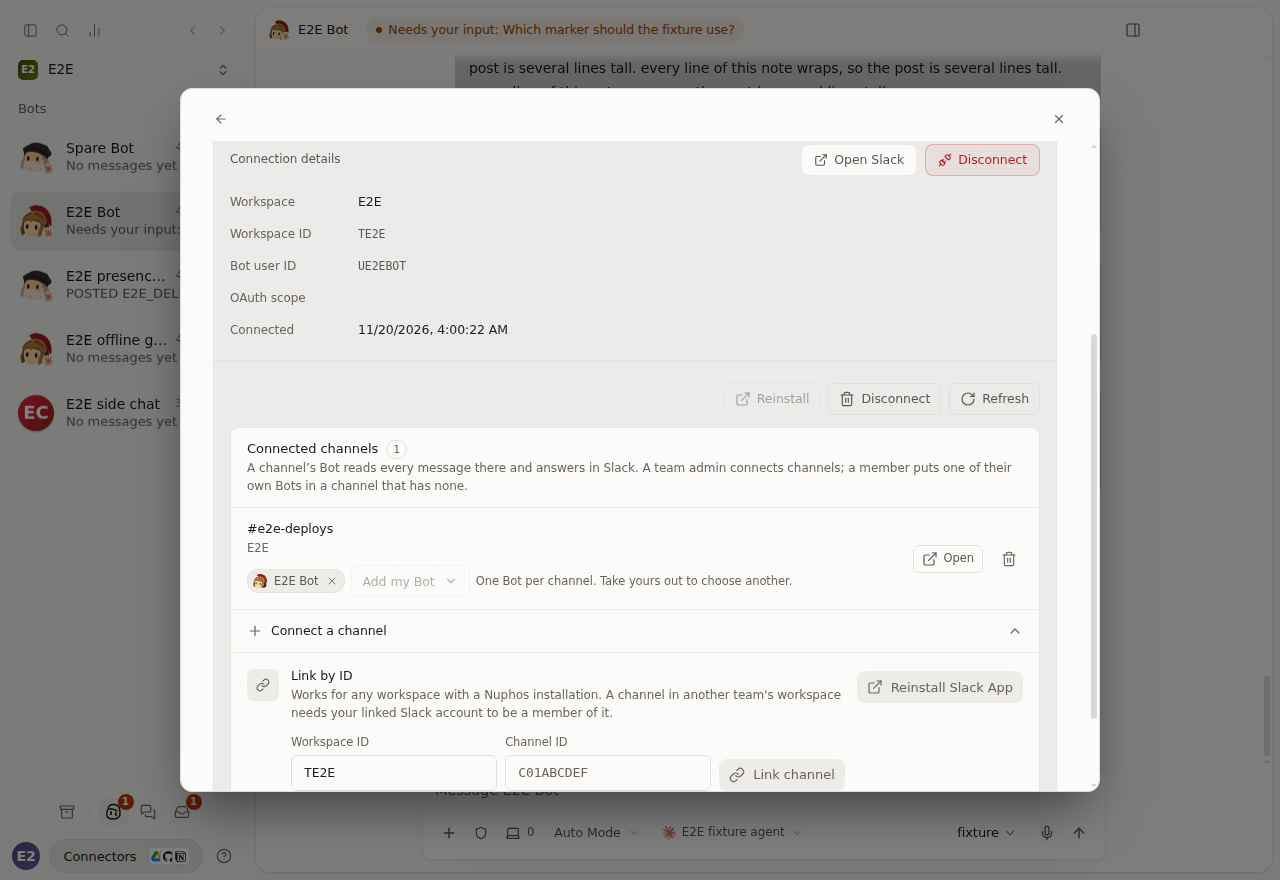 E2E Bot
Needs your input: Which marker should the fixture use?
E2
E2E
Bots
Spare Bot
No messages yet
E2E Bot
Needs your input:
E2E presenc…
POSTED E2E_DEL
E2E offline g…
No messages yet
EC
E2E side chat
No messages yet
post is several lines tall. every line of this note wraps, so the post is several lines tall.
Connection details
Open Slack
Disconnect
Workspace
E2E
Workspace ID
TE2E
Bot user ID
UE2EBOT
OAuth scope
Connected
11/20/2026, 4:00:22 AM
Reinstall
Disconnect
Refresh
Connected channels
1
A channel’s Bot reads every message there and answers in Slack. A team admin connects channels; a member puts one of their
own Bots in a channel that has none.
#e2e-deploys
E2E
E2E Bot
Add my Bot
One Bot per channel. Take yours out to choose another.
Open
Connect a channel
Link by ID
Works for any workspace with a Nuphos installation. A channel in another team's workspace
needs your linked Slack account to be a member of it.
Reinstall Slack App
Workspace ID
Channel ID
TE2E
C01ABCDEF
Link channel
0
Auto Mode
E2E fixture agent
fixture
1
1
E2
Connectors